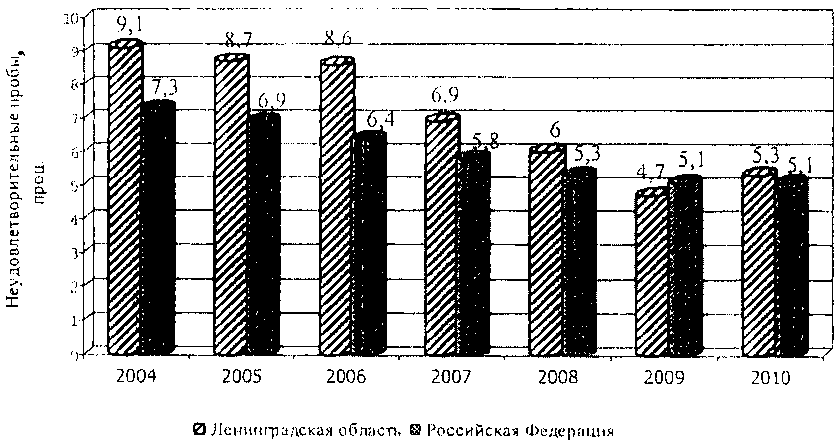 Неудовлетворительные пробы,
проц.
10
9
8
7
6
5
4
3
2
1
0
9,1 7,3 8,7 6,9 8,6 6,4 6,9 5,8 6 5,3 4,7 5,1 5,3 5,1
2004 2005 2006 2007 2008 2009 2010
Ленинградская область Российская Федерация